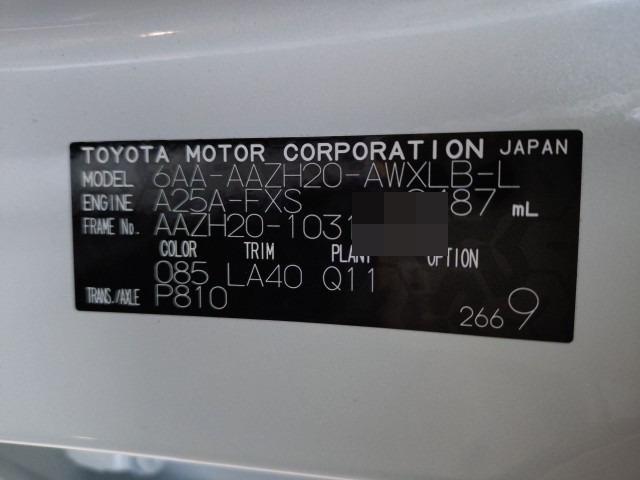 TOYOTA MOTOR CORPORATION JAPAN
MODEL 6AA-AAZH20-AWXLB-L
ENGINE A25A-FXS 487 mL
FRAME No. AAZH20-1031
COLOR TRIM PLANT OPTION
085 LA40 Q11
TRANS./AXLE P810
266 9